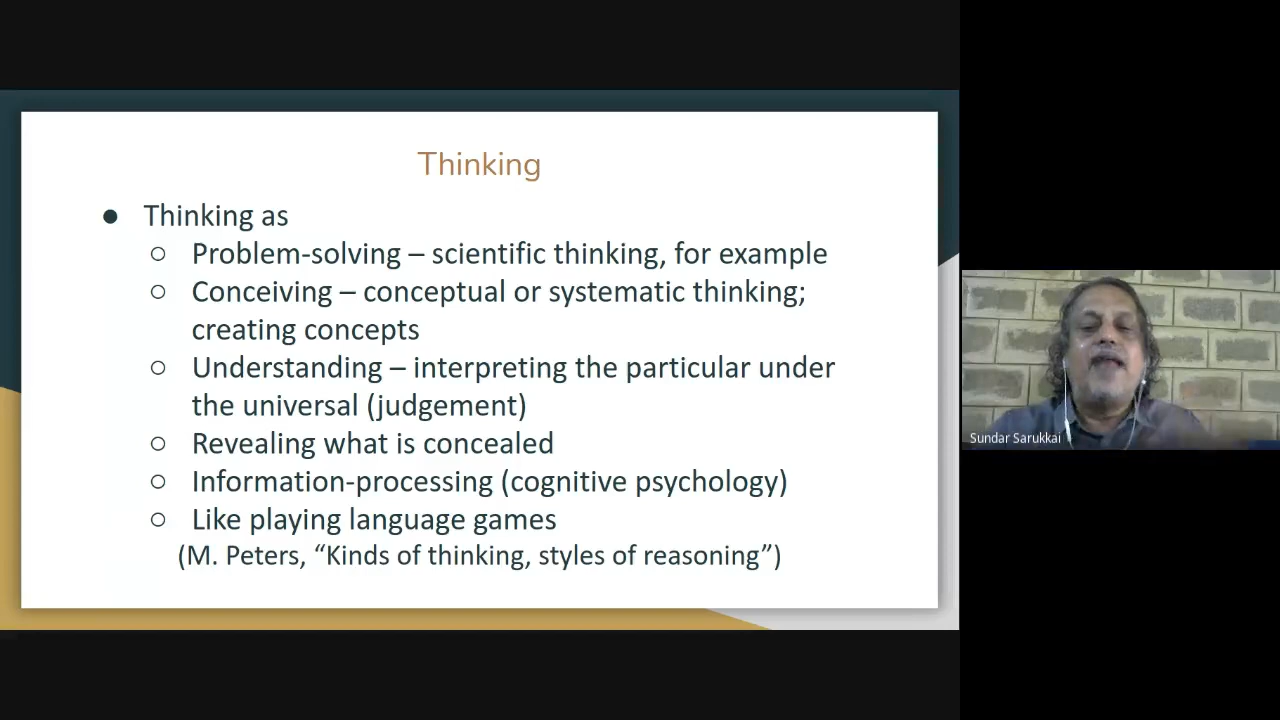 Thinking
● Thinking as
○ Problem-solving – scientific thinking, for example
○ Conceiving – conceptual or systematic thinking;
creating concepts
○ Understanding – interpreting the particular under
the universal (judgement)
○ Revealing what is concealed
○ Information-processing (cognitive psychology)
○ Like playing language games
(M. Peters, “Kinds of thinking, styles of reasoning”)
Sundar Sarukkai